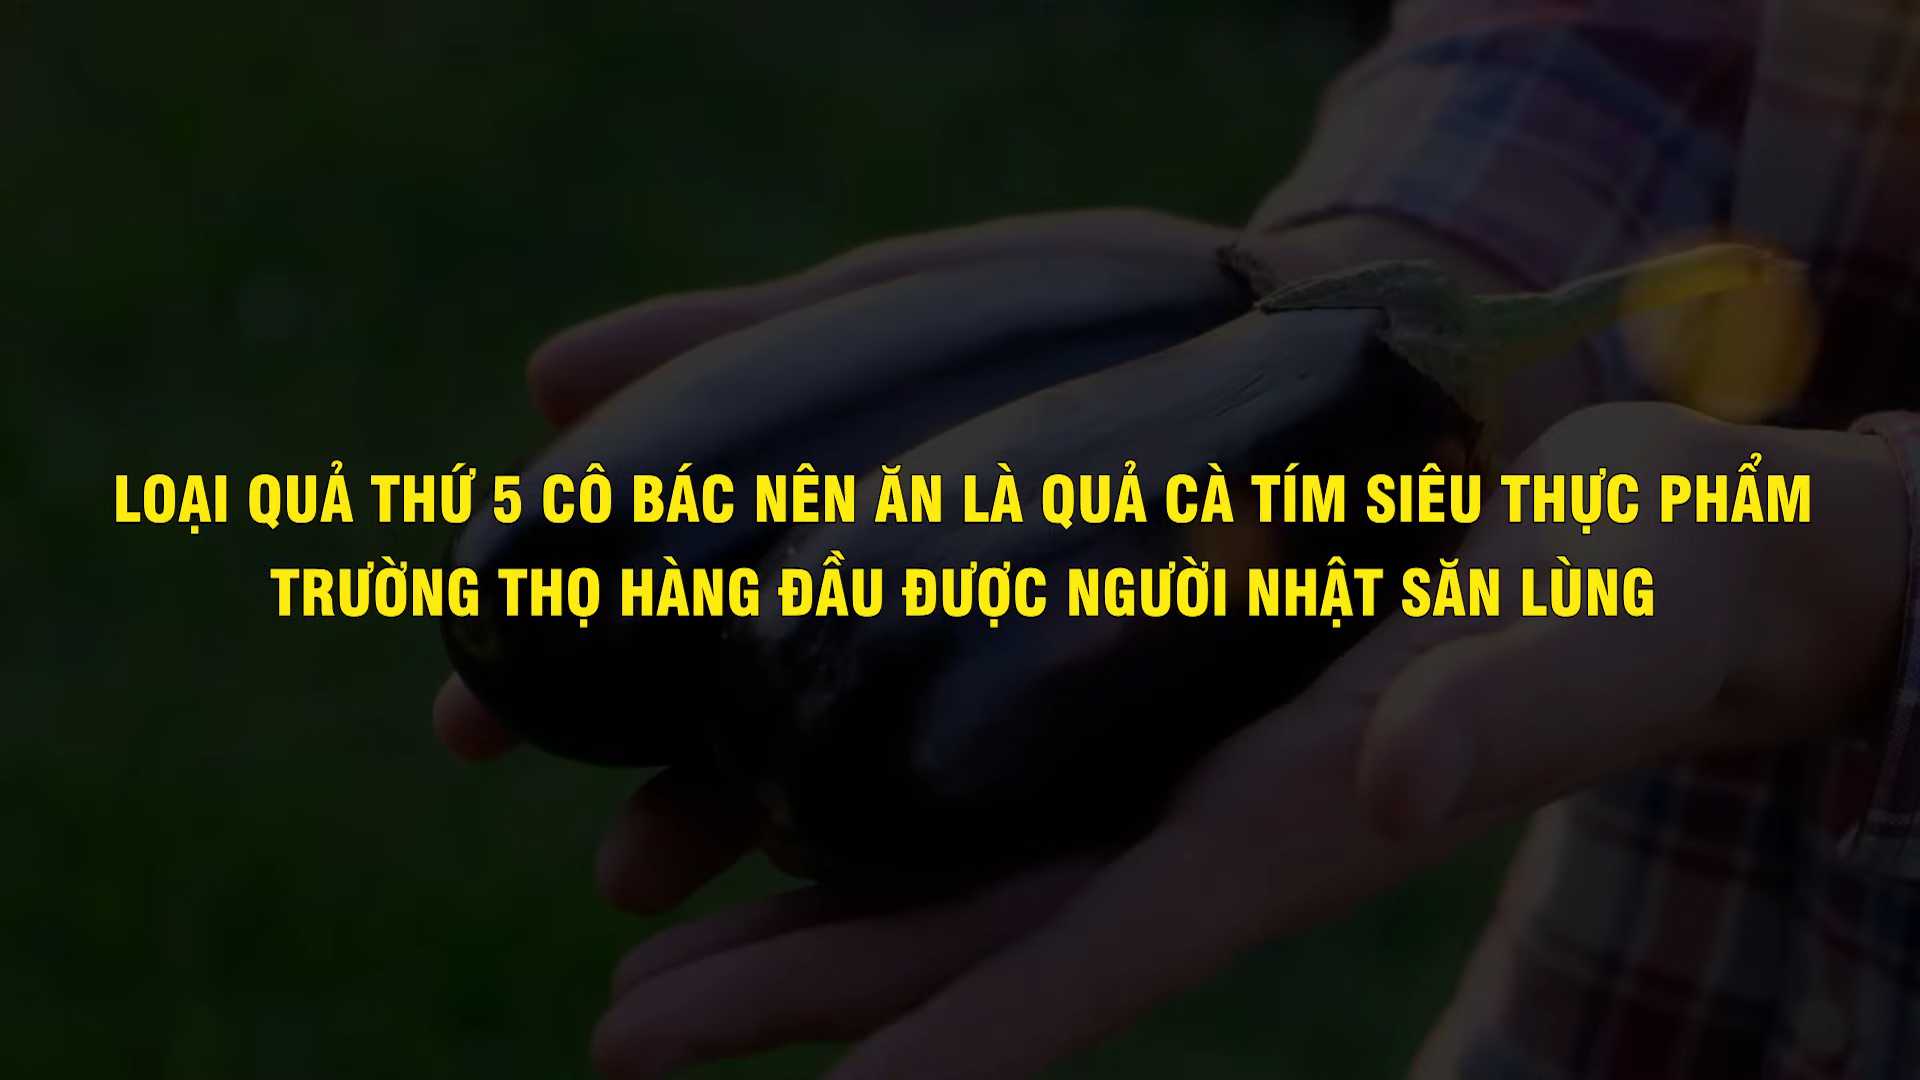 LOẠI QUẢ THỨ 5 CÔ BÁC NÊN ĂN LÀ QUẢ CÀ TÍM SIÊU THỰC PHẨM
TRƯỜNG THỌ HÀNG ĐẦU ĐƯỢC NGƯỜI NHẬT SĂN LÙNG